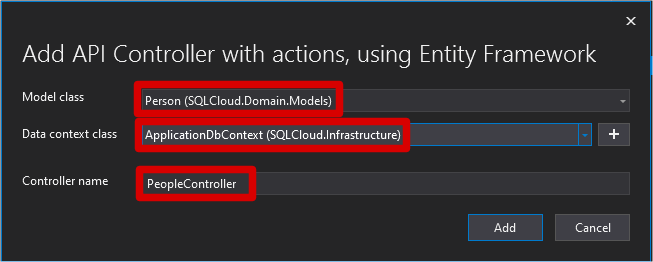 Add API Controller with actions, using Entity Framework
Model class
Person (SQLCloud.Domain.Models)
Data context class
ApplicationDbContext (SQLCloud.Infrastructure)
Controller name
PeopleController
Add
Cancel